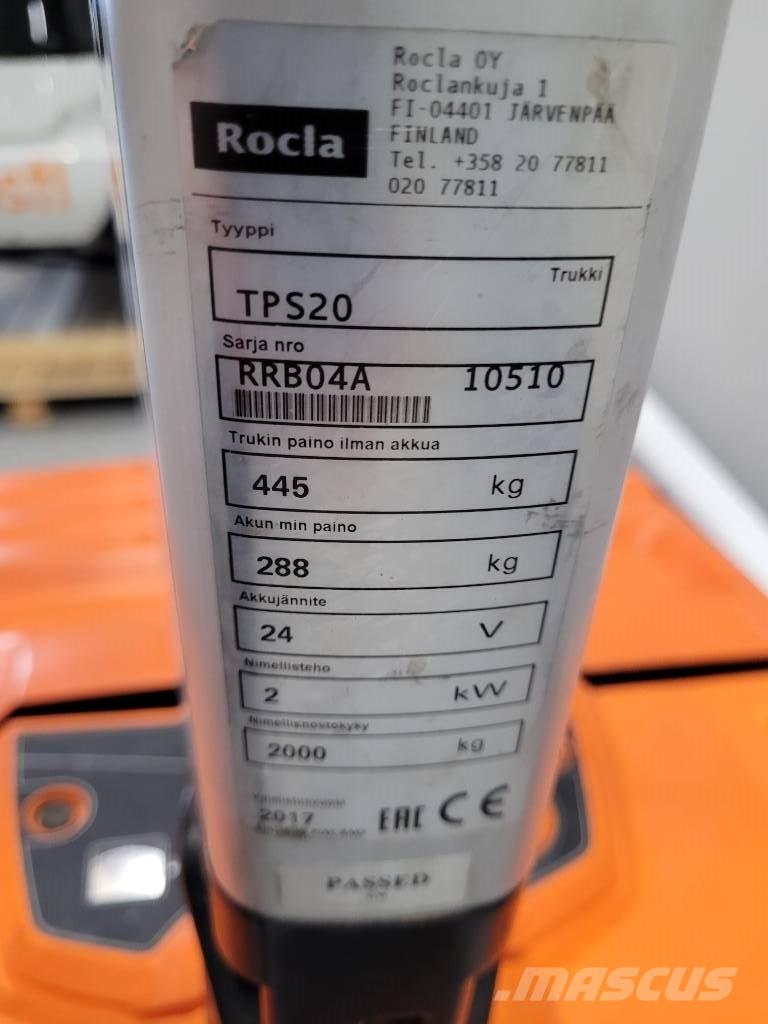 Rocla OY
Roclankuja 1
FI-04401 JÄRVENPÄÄ
FINLAND
Tel. +358 20 77811
020 77811
Rocla
Tyyppi
Trukki
TPS20
Sarja nro
RRB04A 10510
Trukin paino ilman akkua
445 kg
Akun min paino
288 kg
Akkujännite
24 V
Nimellisteho
2 kW
Nimellisnostokyky
2000 kg
2017
EAC CE
PASSED
MASCUS